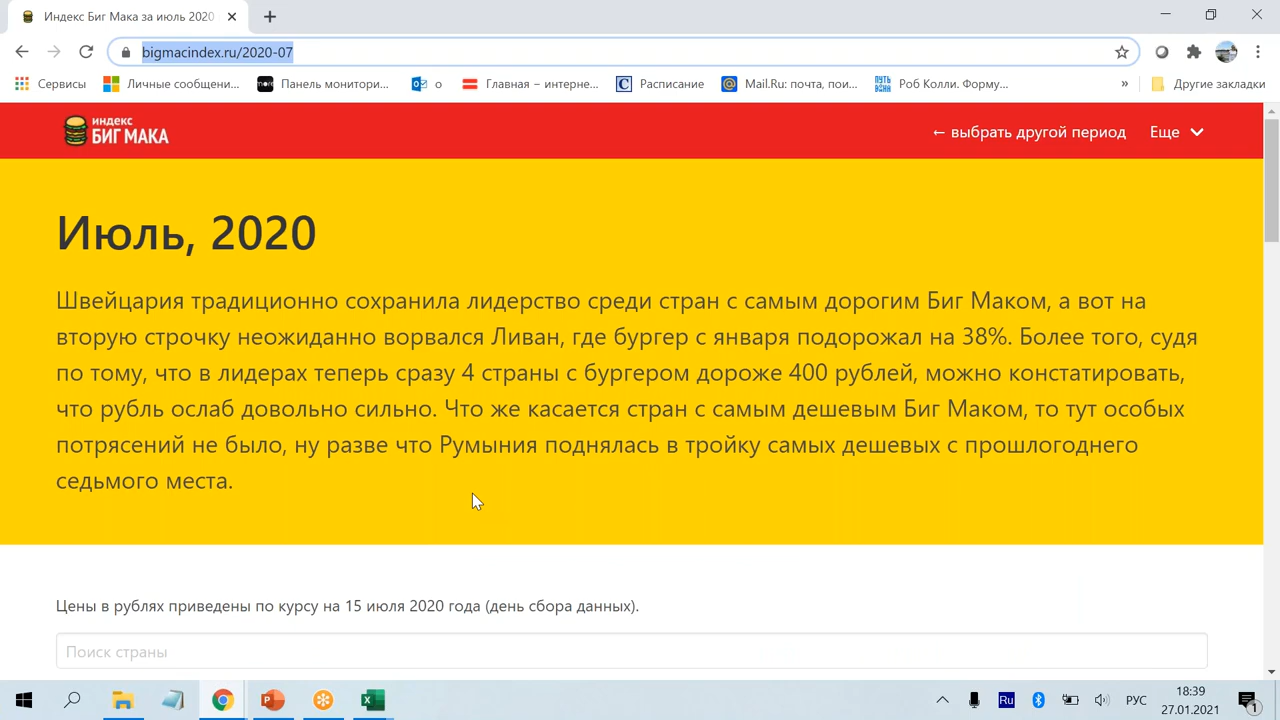 Индекс Биг Мака за июль 2020
bigmacindex.ru/2020-07
Сервисы
Личные сообщени...
Панель монитори...
о
Главная – интерне...
Расписание
Mail.Ru: почта, пои...
ПУТЬ ВОИНА
Роб Колли. Форму...
»
Другие закладки
индекс
БИГ МАКА
← выбрать другой период
Еще
Июль, 2020
Швейцария традиционно сохранила лидерство среди стран с самым дорогим Биг Маком, а вот на
вторую строчку неожиданно ворвался Ливан, где бургер с января подорожал на 38%. Более того, судя
по тому, что в лидерах теперь сразу 4 страны с бургером дороже 400 рублей, можно констатировать,
что рубль ослаб довольно сильно. Что же касается стран с самым дешевым Биг Маком, то тут особых
потрясений не было, ну разве что Румыния поднялась в тройку самых дешевых с прошлогоднего
седьмого места.
Цены в рублях приведены по курсу на 15 июля 2020 года (день сбора данных).
Поиск страны
Ru
РУС
18:39
27.01.2021
1